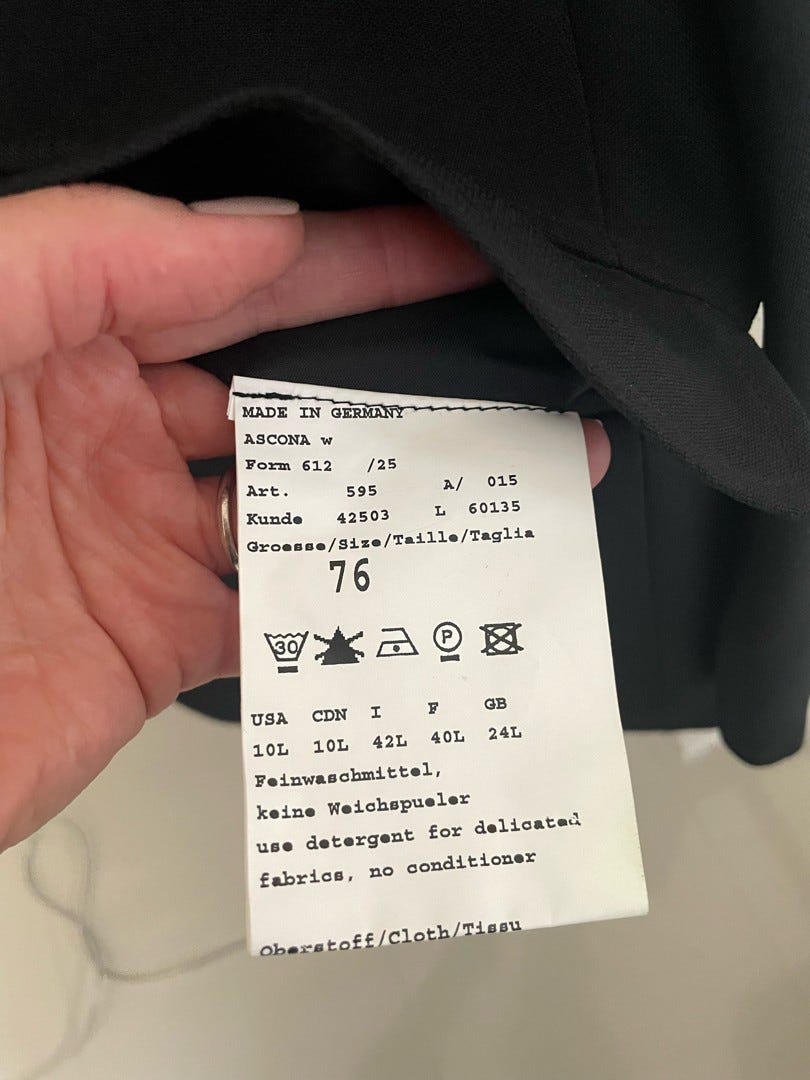 MADE IN GERMANY
ASCONA w
Form 612 /25
Art. 595 A/ 015
Kunde 42503 L 60135
Groesse/Size/Taille/Taglia
76
30 P
USA CDN I F GB
10L 10L 42L 40L 24L
Feinwaschmittel,
keine Weichspueler
use detergent for delicated
fabrics, no conditioner
Oberstoff/Cloth/Tissu